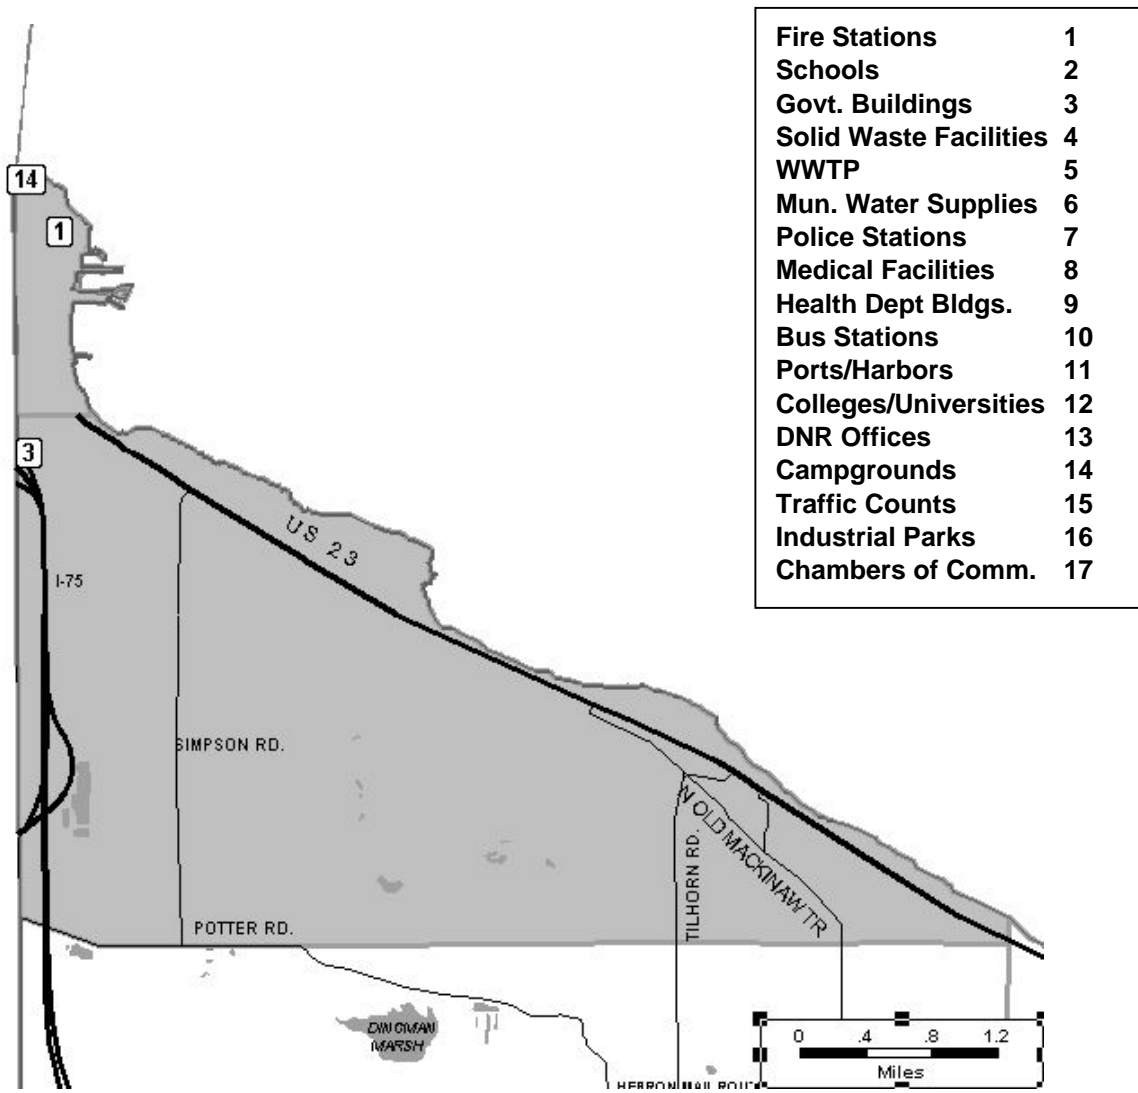 Fire Stations 1
Schools 2
Govt. Buildings 3
Solid Waste Facilities 4
WWTP 5
Mun. Water Supplies 6
Police Stations 7
Medical Facilities 8
Health Dept Bldgs. 9
Bus Stations 10
Ports/Harbors 11
Colleges/Universities 12
DNR Offices 13
Campgrounds 14
Traffic Counts 15
Industrial Parks 16
Chambers of Comm. 17
14
1
3
US 23
I-75
SIMPSON RD.
N OLD MACKINAW TR
TILHORN RD.
POTTER RD.
DINGMAN
MARSH
0 .4 .8 1.2
Miles
HEBRON MAIL ROUT